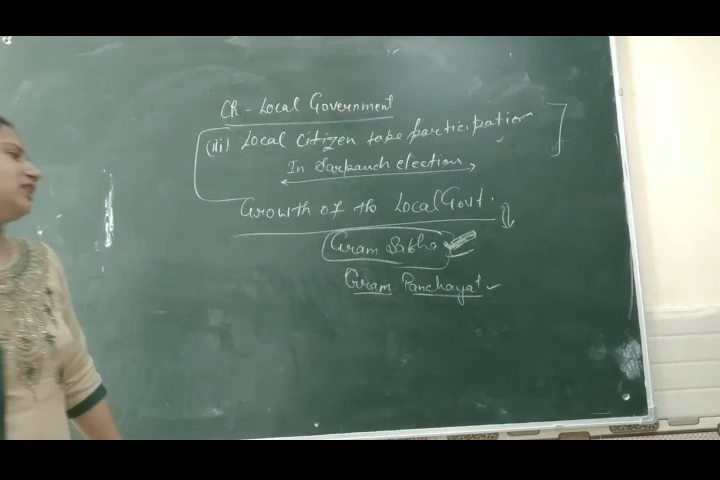 CR - Local Government
(iii) Local citizen take participation
In Sarpanch election
Growth of the Local Govt.
Gram Sabha
Gram Panchayat